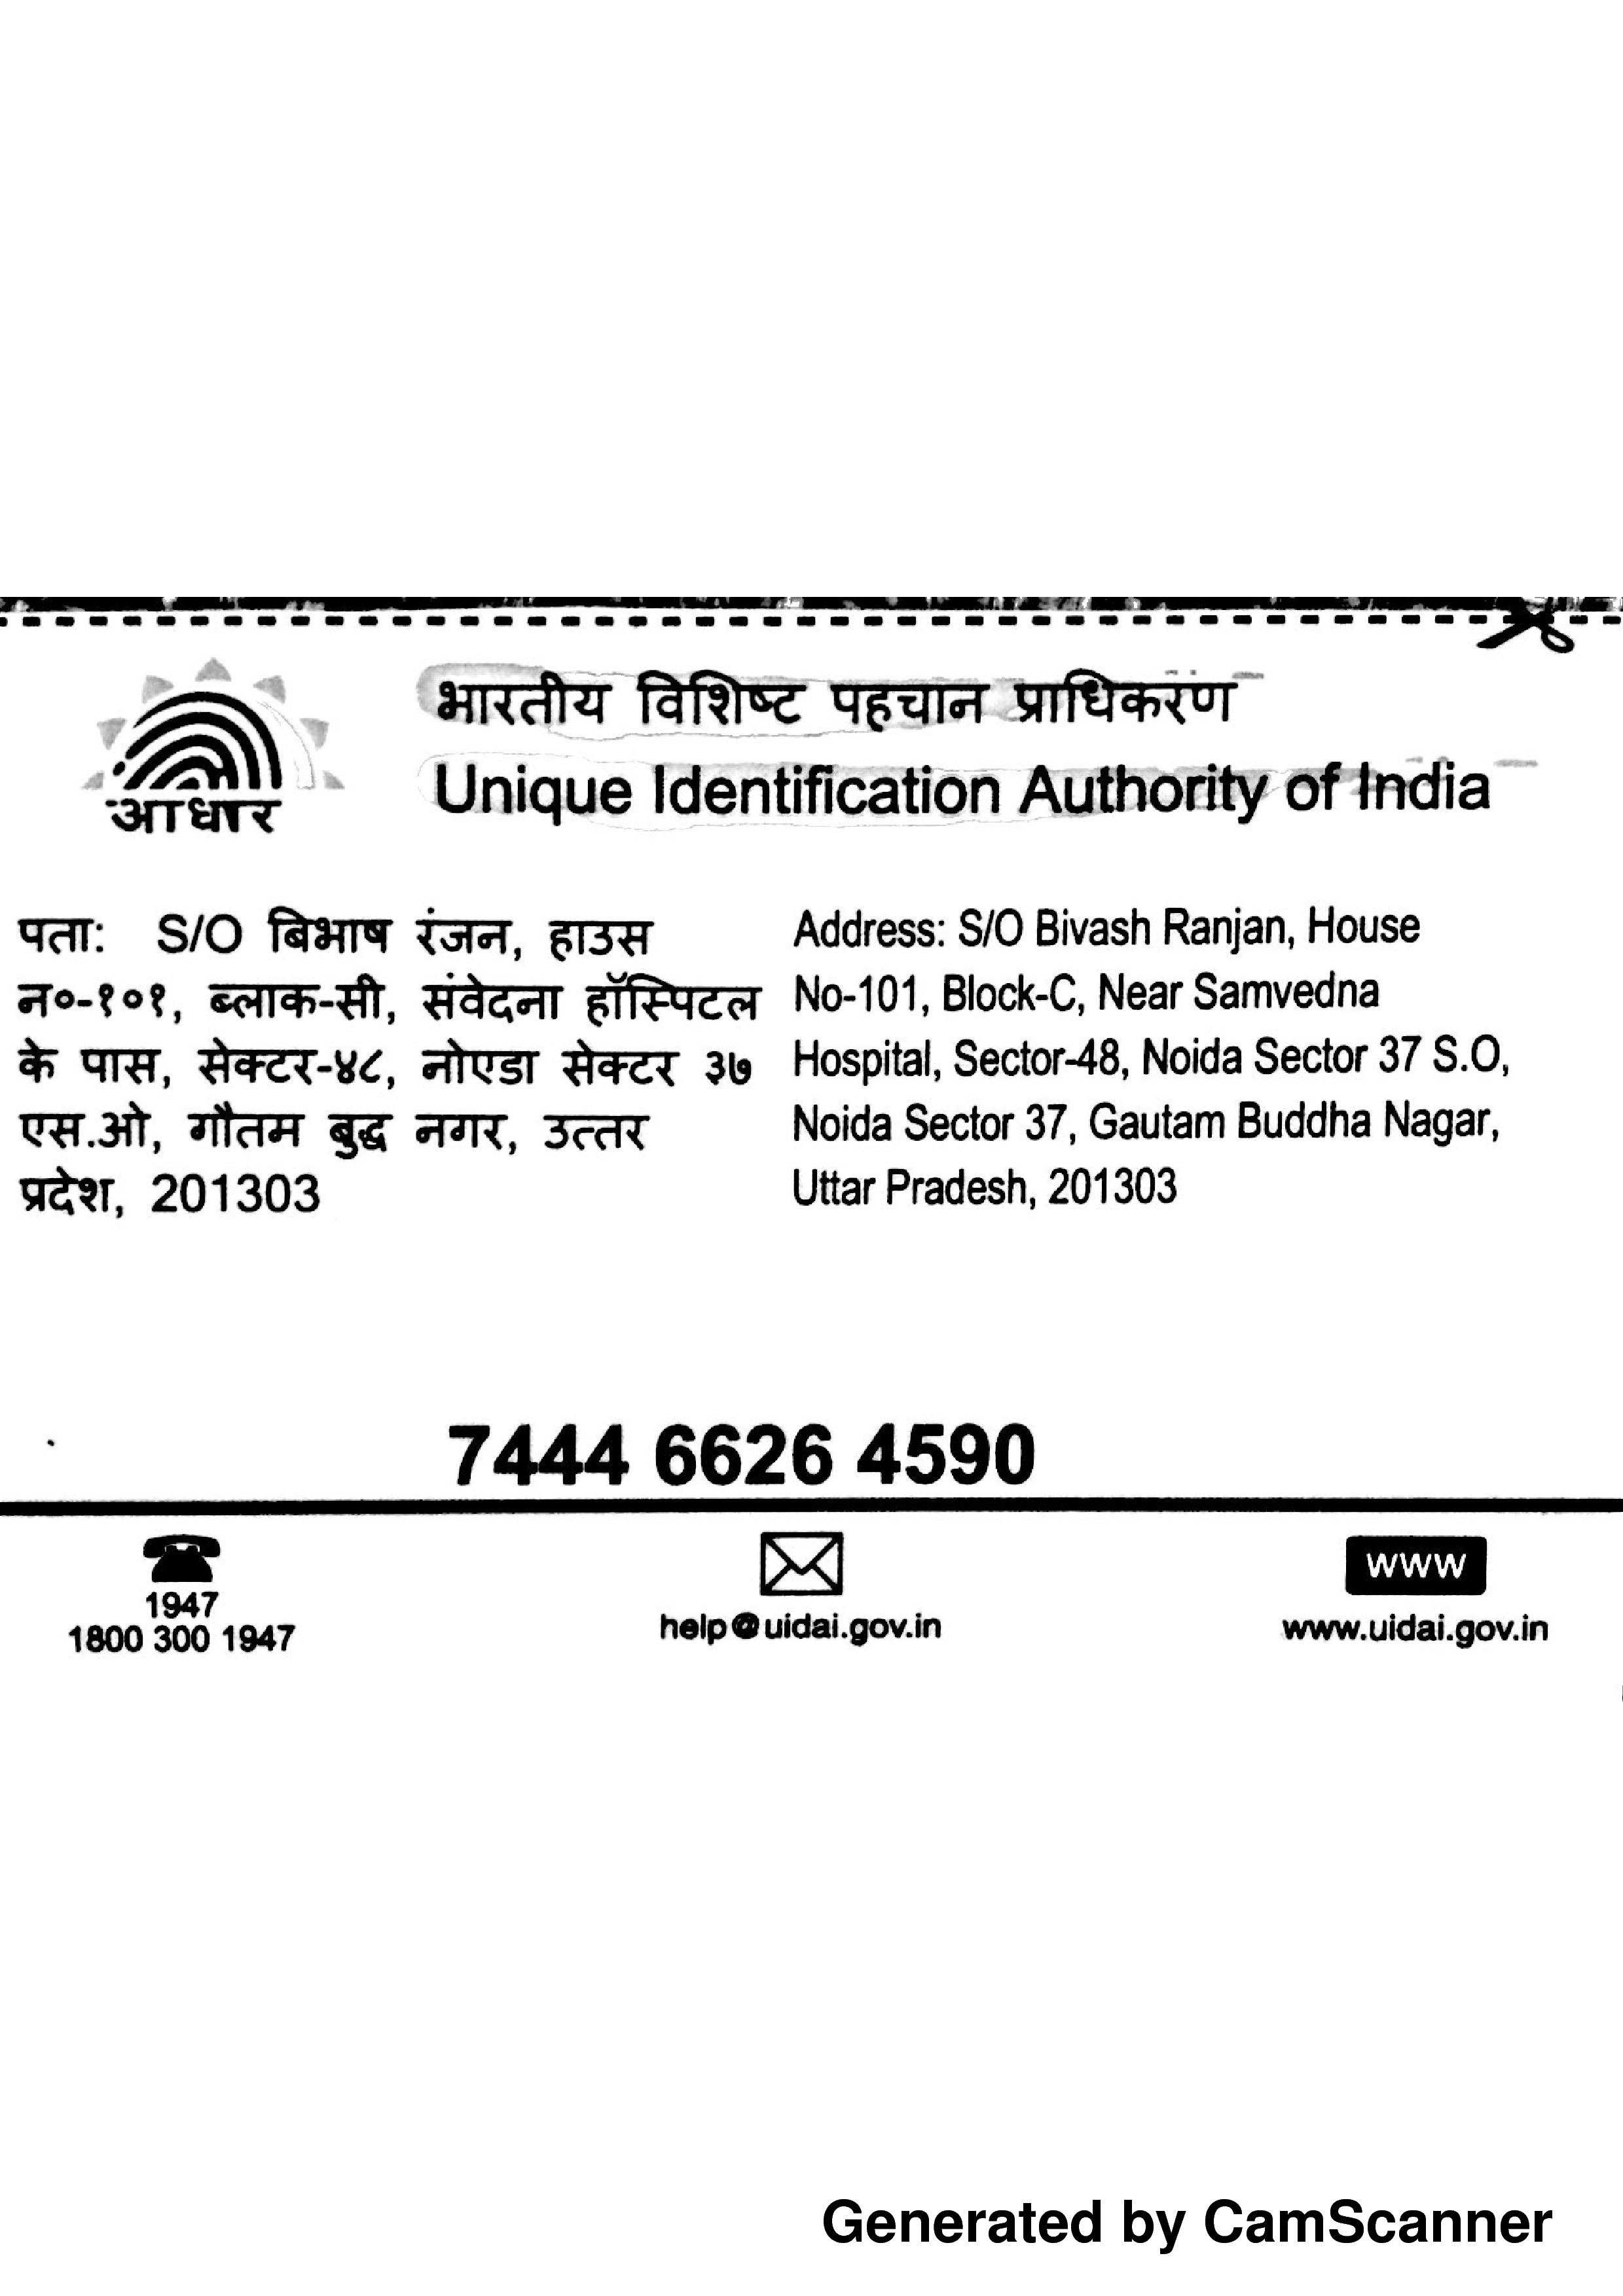 भारतीय विशिष्ट पहचान प्राधिकरण
Unique Identification Authority of India
आधार
पता: S/O बिभाष रंजन, हाउस
न०-१०१, ब्लाक-सी, संवेदना हॉस्पिटल
के पास, सेक्टर-४८, नोएडा सेक्टर ३७
एस.ओ, गौतम बुद्ध नगर, उत्तर
प्रदेश, 201303
Address: S/O Bivash Ranjan, House
No-101, Block-C, Near Samvedna
Hospital, Sector-48, Noida Sector 37 S.O,
Noida Sector 37, Gautam Buddha Nagar,
Uttar Pradesh, 201303
7444 6626 4590
1947
1800 300 1947
help@uidai.gov.in
www
www.uidai.gov.in
Generated by CamScanner